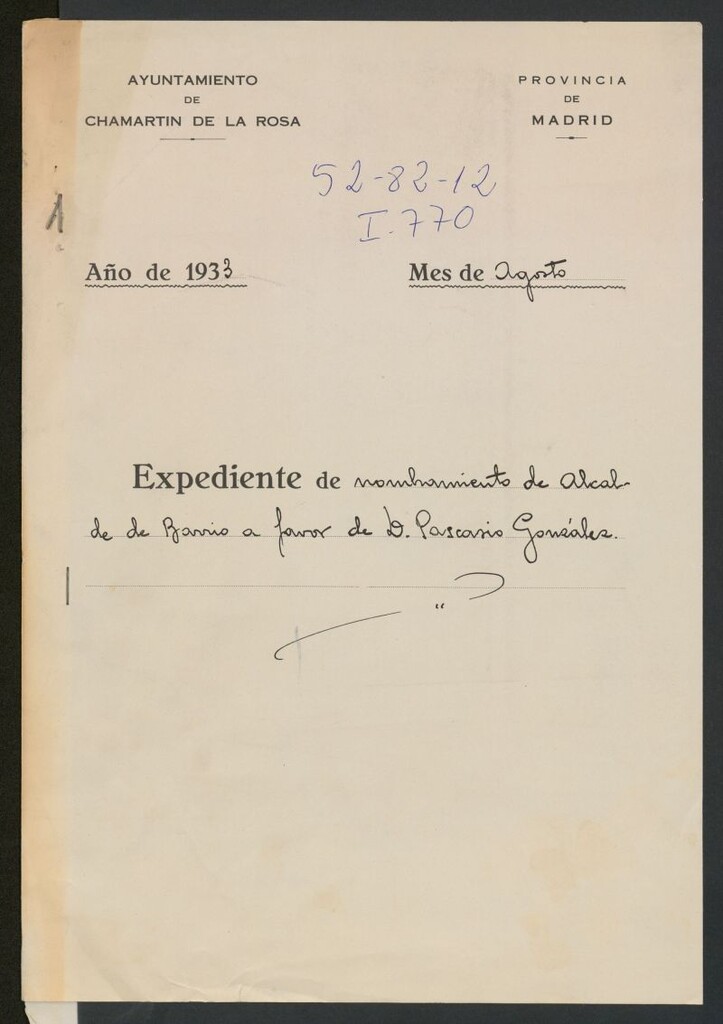 AYUNTAMIENTO
DE
CHAMARTIN DE LA ROSA
PROVINCIA
DE
MADRID
52-82-12
I.770
Año de 1933
Mes de Agosto
Expediente de nombramiento de Alcal-
de de Barrio a favor de D. Pascasio González.
"